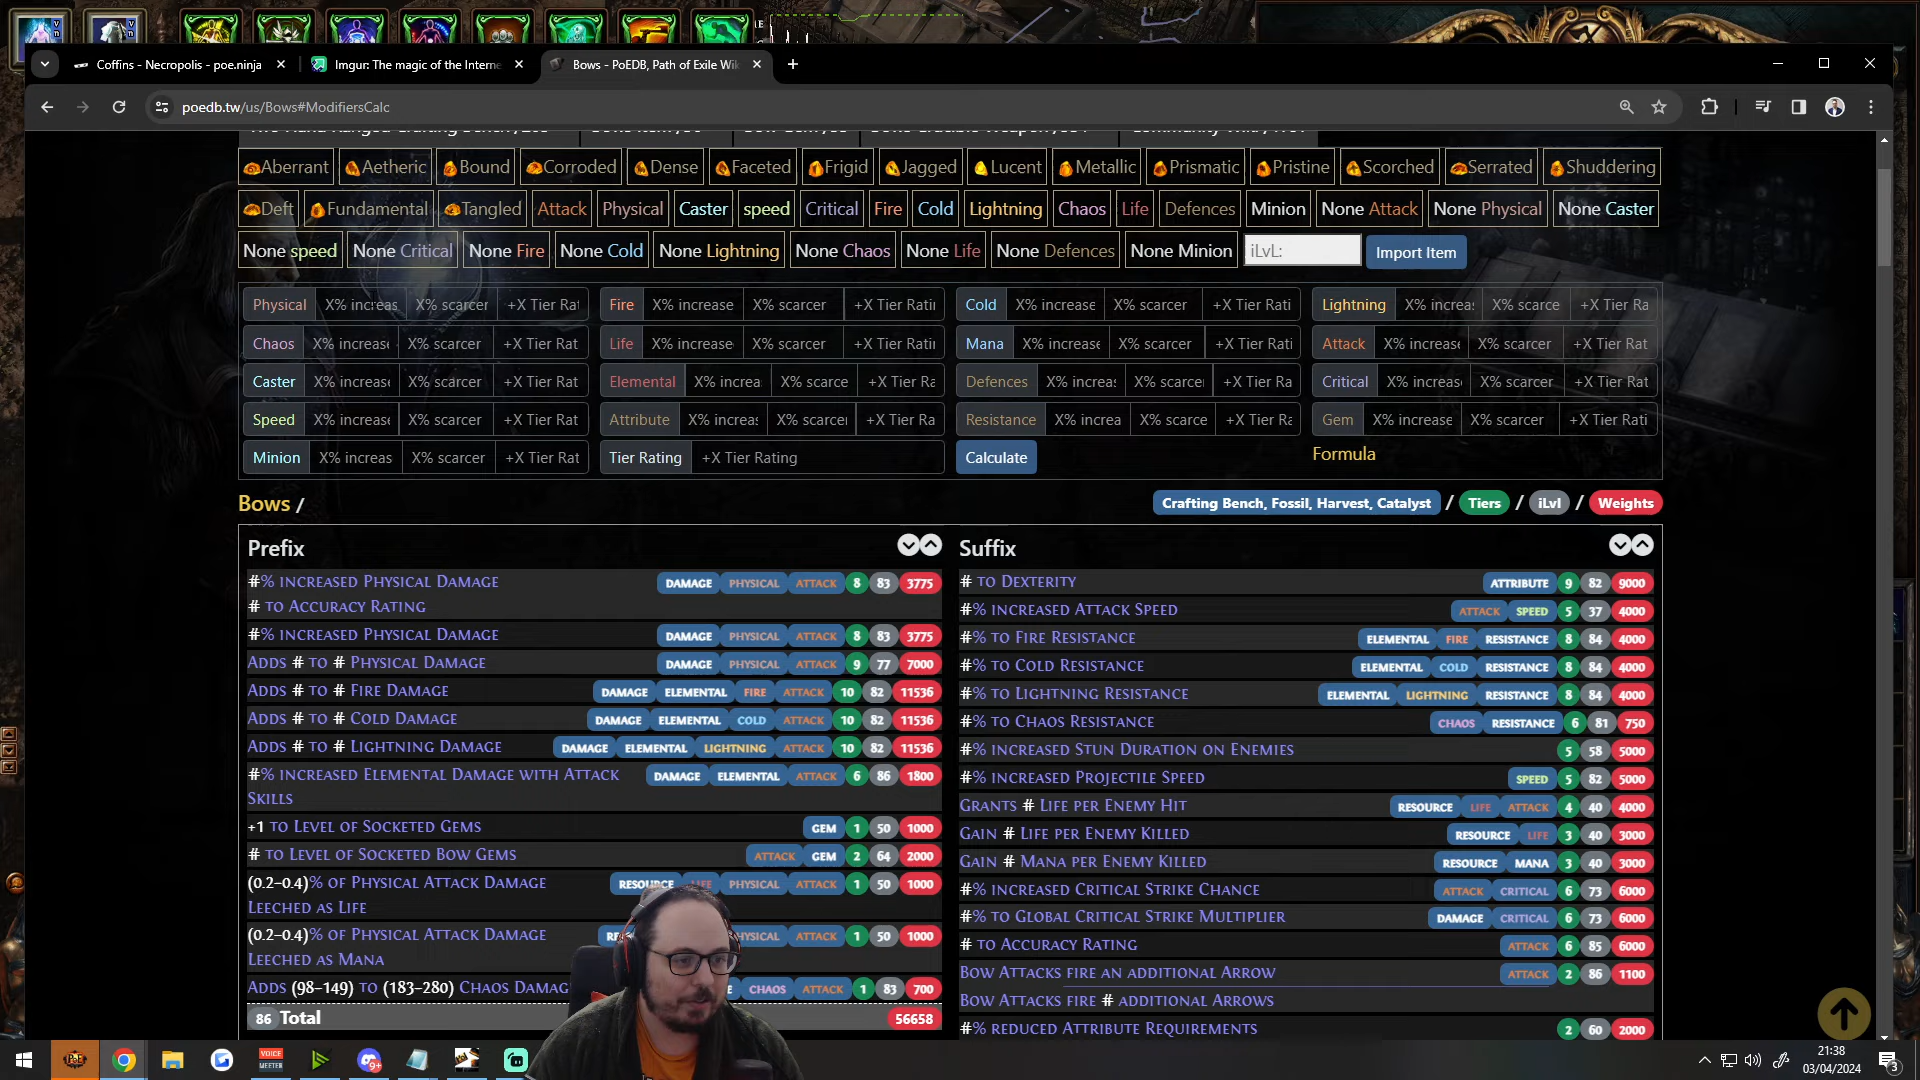 Coffins - Necropolis - poe.ninja
Imgur: The magic of the Interne
Bows - PoEDB, Path of Exile Wik
poedb.tw/us/Bows#ModifiersCalc
Aberrant Aetheric Bound Corroded Dense Faceted Frigid Jagged Lucent Metallic Prismatic Pristine Scorched Serrated Shuddering
Deft Fundamental Tangled Attack Physical Caster speed Critical Fire Cold Lightning Chaos Life Defences Minion None Attack None Physical None Caster
None speed None Critical None Fire None Cold None Lightning None Chaos None Life None Defences None Minion iLvL: Import Item
Physical X% increas X% scarcer +X Tier Rat Fire X% increase X% scarcer +X Tier Ratii Cold X% increase X% scarcer +X Tier Rati Lightning X% increa: X% scarce +X Tier Ra
Chaos X% increase X% scarcer +X Tier Rat Life X% increase X% scarcer +X Tier Ratii Mana X% increase X% scarcer +X Tier Rati Attack X% increase X% scarcer +X Tier Rat
Caster X% increase X% scarcer +X Tier Rat Elemental X% increa X% scarce +X Tier Ra Defences X% increa: X% scarcei +X Tier Ra Critical X% increasi X% scarcer +X Tier Rat
Speed X% increase X% scarcer +X Tier Rat Attribute X% increas X% scarcer +X Tier Ra Resistance X% increa X% scarce +X Tier Ra Gem X% increase X% scarcer +X Tier Rati
Minion X% increas X% scarcer +X Tier Rat Tier Rating +X Tier Rating Calculate Formula
Bows / Crafting Bench, Fossil, Harvest, Catalyst / Tiers / iLvl / Weights
Prefix
#% increased Physical Damage DAMAGE PHYSICAL ATTACK 8 83 3775
# to Accuracy Rating
#% increased Physical Damage DAMAGE PHYSICAL ATTACK 8 83 3775
Adds # to # Physical Damage DAMAGE PHYSICAL ATTACK 9 77 7000
Adds # to # Fire Damage DAMAGE ELEMENTAL FIRE ATTACK 10 82 11536
Adds # to # Cold Damage DAMAGE ELEMENTAL COLD ATTACK 10 82 11536
Adds # to # Lightning Damage DAMAGE ELEMENTAL LIGHTNING ATTACK 10 82 11536
#% increased Elemental Damage with Attack DAMAGE ELEMENTAL ATTACK 6 86 1800
Skills
+1 to Level of Socketed Gems GEM 1 50 1000
# to Level of Socketed Bow Gems ATTACK GEM 2 64 2000
(0.2–0.4)% of Physical Attack Damage RESOURCE LIFE PHYSICAL ATTACK 1 50 1000
Leeched as Life
(0.2–0.4)% of Physical Attack Damage PHYSICAL ATTACK 1 50 1000
Leeched as Mana
Adds (98–149) to (183–280) Chaos Damag CHAOS ATTACK 1 83 700
86 Total 56658
Suffix
# to Dexterity ATTRIBUTE 9 82 9000
#% increased Attack Speed ATTACK SPEED 5 37 4000
#% to Fire Resistance ELEMENTAL FIRE RESISTANCE 8 84 4000
#% to Cold Resistance ELEMENTAL COLD RESISTANCE 8 84 4000
#% to Lightning Resistance ELEMENTAL LIGHTNING RESISTANCE 8 84 4000
#% to Chaos Resistance CHAOS RESISTANCE 6 81 750
#% increased Stun Duration on Enemies 5 58 5000
#% increased Projectile Speed SPEED 5 82 5000
Grants # Life per Enemy Hit RESOURCE LIFE ATTACK 4 40 4000
Gain # Life per Enemy Killed RESOURCE LIFE 3 40 3000
Gain # Mana per Enemy Killed RESOURCE MANA 3 40 3000
#% increased Critical Strike Chance ATTACK CRITICAL 6 73 6000
#% to Global Critical Strike Multiplier DAMAGE CRITICAL 6 73 6000
# to Accuracy Rating ATTACK 6 85 6000
Bow Attacks fire an additional Arrow ATTACK 2 86 1100
Bow Attacks fire # additional Arrows
#% reduced Attribute Requirements 2 60 2000
VOICE
MEETER
9+
21:38
03/04/2024
3